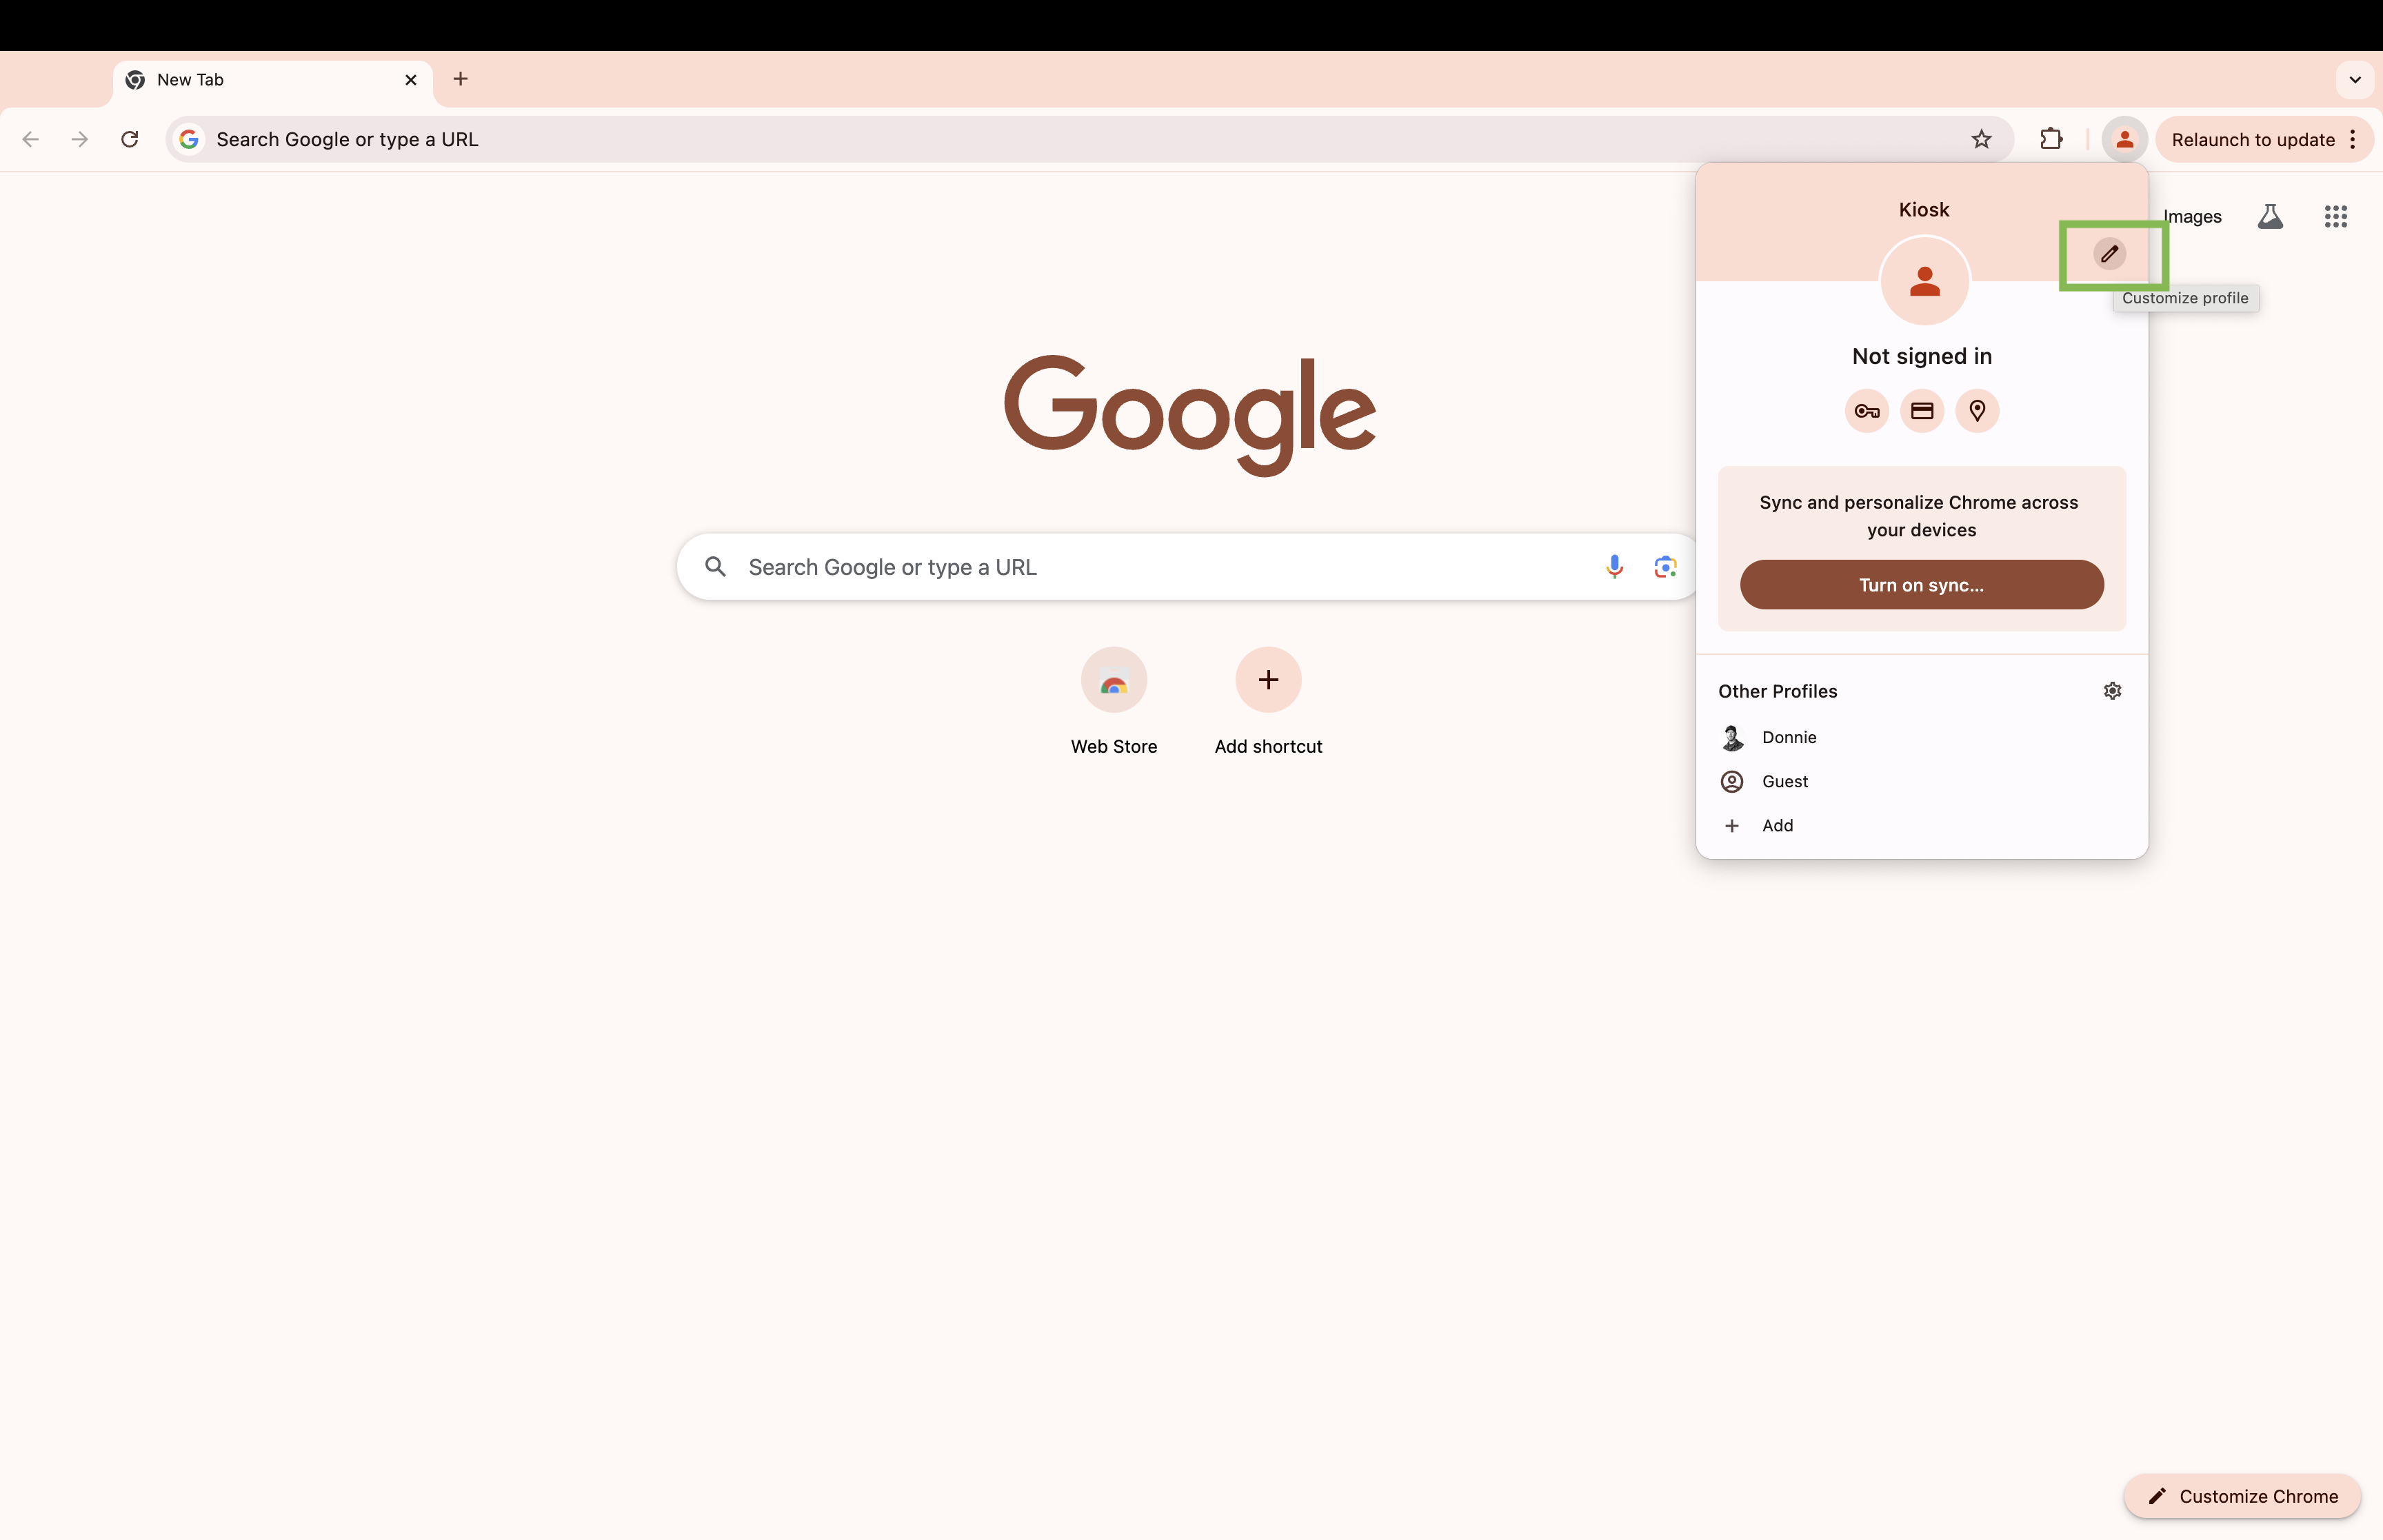 New Tab
Search Google or type a URL
Relaunch to update
Kiosk
Images
Customize profile
Not signed in
Google
Sync and personalize Chrome across
your devices
Search Google or type a URL
Turn on sync...
Other Profiles
Web Store
Add shortcut
Donnie
Guest
Add
Customize Chrome